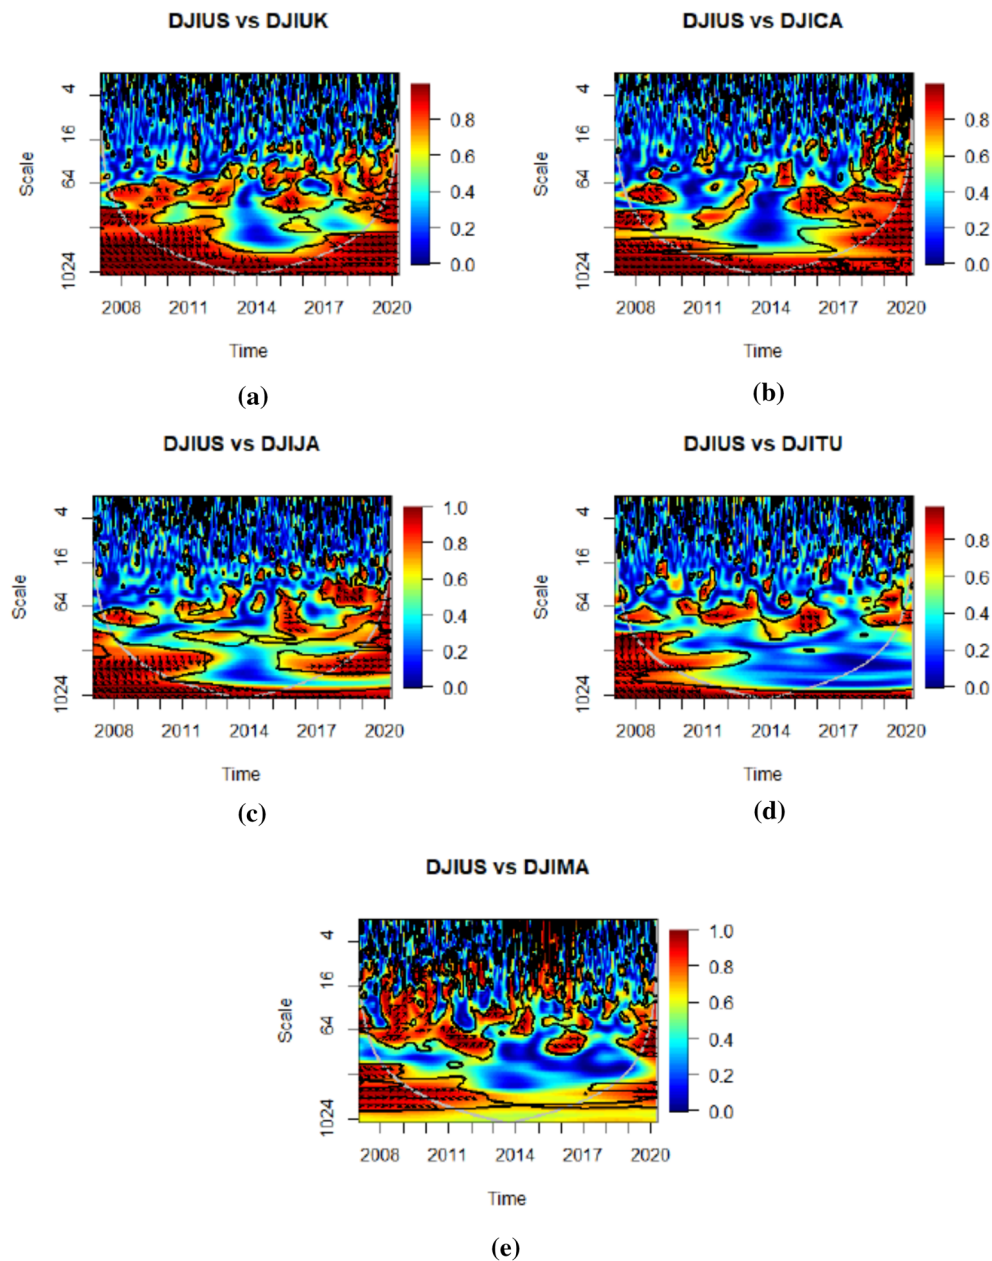 DJIUS vs DJIUK
DJIUS vs DJICA
Scale
4
16
64
1024
0.8
0.6
0.4
0.2
0.0
2008 2011 2014 2017 2020
Time
(a)
Scale
4
16
64
1024
0.8
0.6
0.4
0.2
0.0
2008 2011 2014 2017 2020
Time
(b)
DJIUS vs DJIJA
DJIUS vs DJITU
Scale
4
16
64
1024
1.0
0.8
0.6
0.4
0.2
0.0
2008 2011 2014 2017 2020
Time
(c)
Scale
4
16
64
1024
0.8
0.6
0.4
0.2
0.0
2008 2011 2014 2017 2020
Time
(d)
DJIUS vs DJIMA
Scale
4
16
64
1024
1.0
0.8
0.6
0.4
0.2
0.0
2008 2011 2014 2017 2020
Time
(e)